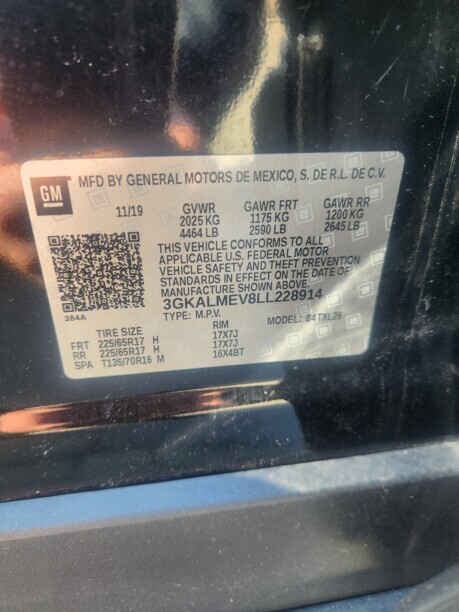 GM
MFD BY GENERAL MOTORS DE MEXICO, S. DE R.L. DE C.V.
11/19 GVWR GAWR FRT GAWR RR
2025 KG 1175 KG 1200 KG
4464 LB 2590 LB 2645 LB
THIS VEHICLE CONFORMS TO ALL
APPLICABLE U.S. FEDERAL MOTOR
VEHICLE SAFETY AND THEFT PREVENTION
STANDARDS IN EFFECT ON THE DATE OF
MANUFACTURE SHOWN ABOVE.
3GKALMEV8LL228914
384A
TYPE: M.P.V. MODEL: 84TXL26
TIRE SIZE RIM
FRT 225/65R17 H 17X7J
RR 225/65R17 H 17X7J
SPA T135/70R16 M 16X4BT